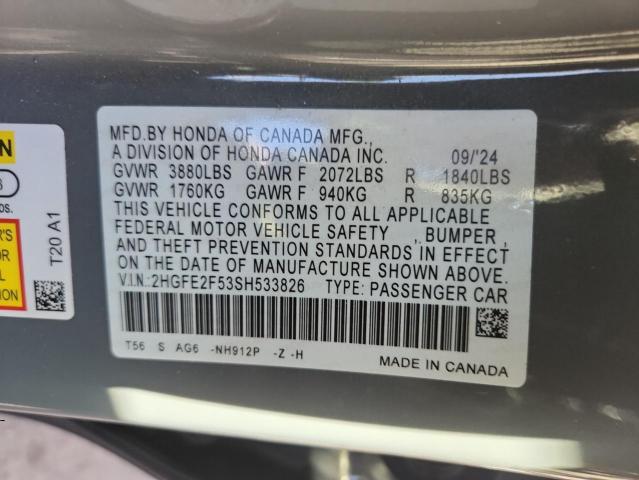 MFD.BY HONDA OF CANADA MFG.,
A DIVISION OF HONDA CANADA INC. 09/'24
GVWR 3880LBS GAWR F 2072LBS R 1840LBS
GVWR 1760KG GAWR F 940KG R 835KG
THIS VEHICLE CONFORMS TO ALL APPLICABLE
FEDERAL MOTOR VEHICLE SAFETY , BUMPER ,
AND THEFT PREVENTION STANDARDS IN EFFECT
ON THE DATE OF MANUFACTURE SHOWN ABOVE.
V.I.N.:2HGFE2F53SH533826 TYPE: PASSENGER CAR
T56 S AG6 -NH912P -Z -H
MADE IN CANADA
T20 A1